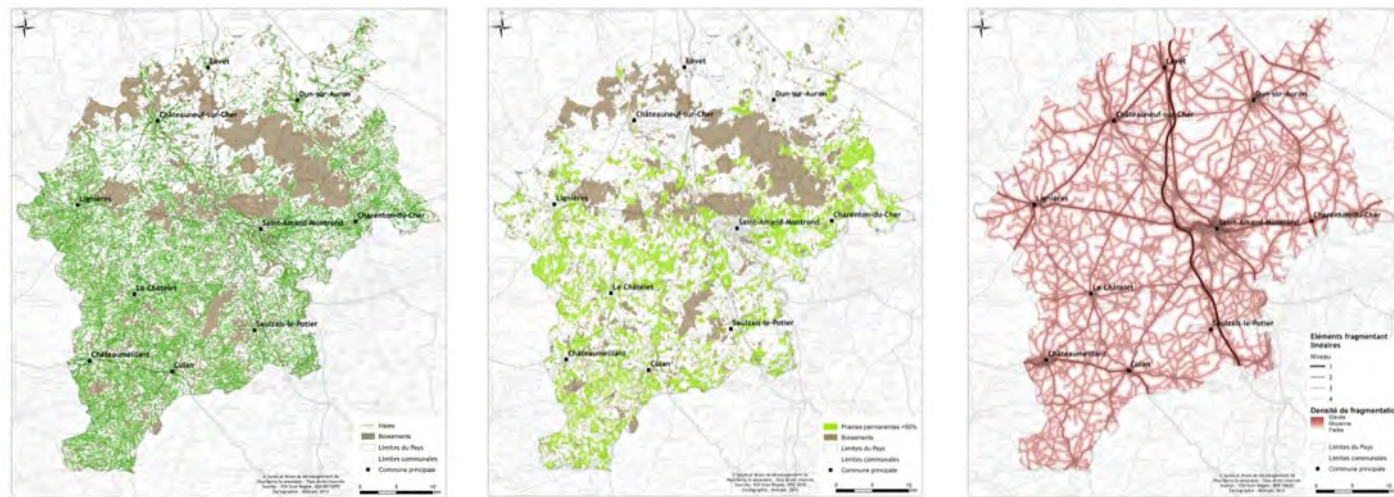 Levet
Dun-sur-Auron
Châteauneuf-sur-Cher
Lignières
Saint-Amand-Montrond
Charenton-du-Cher
Le Châtelet
Saulzais-le-Potier
Châteaumeillant
Culan
Haies
Boisements
Limites du Pays
Limites communales
Commune principale
Levet
Dun-sur-Auron
Châteauneuf-sur-Cher
Lignières
Saint-Amand-Montrond
Charenton-du-Cher
Le Châtelet
Saulzais-le-Potier
Châteaumeillant
Culan
Prairies permanentes
Boisements
Limites du Pays
Limites communales
Commune principale
Levet
Dun-sur-Auron
Châteauneuf-sur-Cher
Lignières
Saint-Amand-Montrond
Charenton-du-Cher
Le Châtelet
Saulzais-le-Potier
Châteaumeillant
Culan
Eléments fragmentant
linéaires
Niveau
1
2
3
4
Densité de fragmentation
Elevée
Moyenne
Faible
Limites du Pays
Limites communales
Commune principale